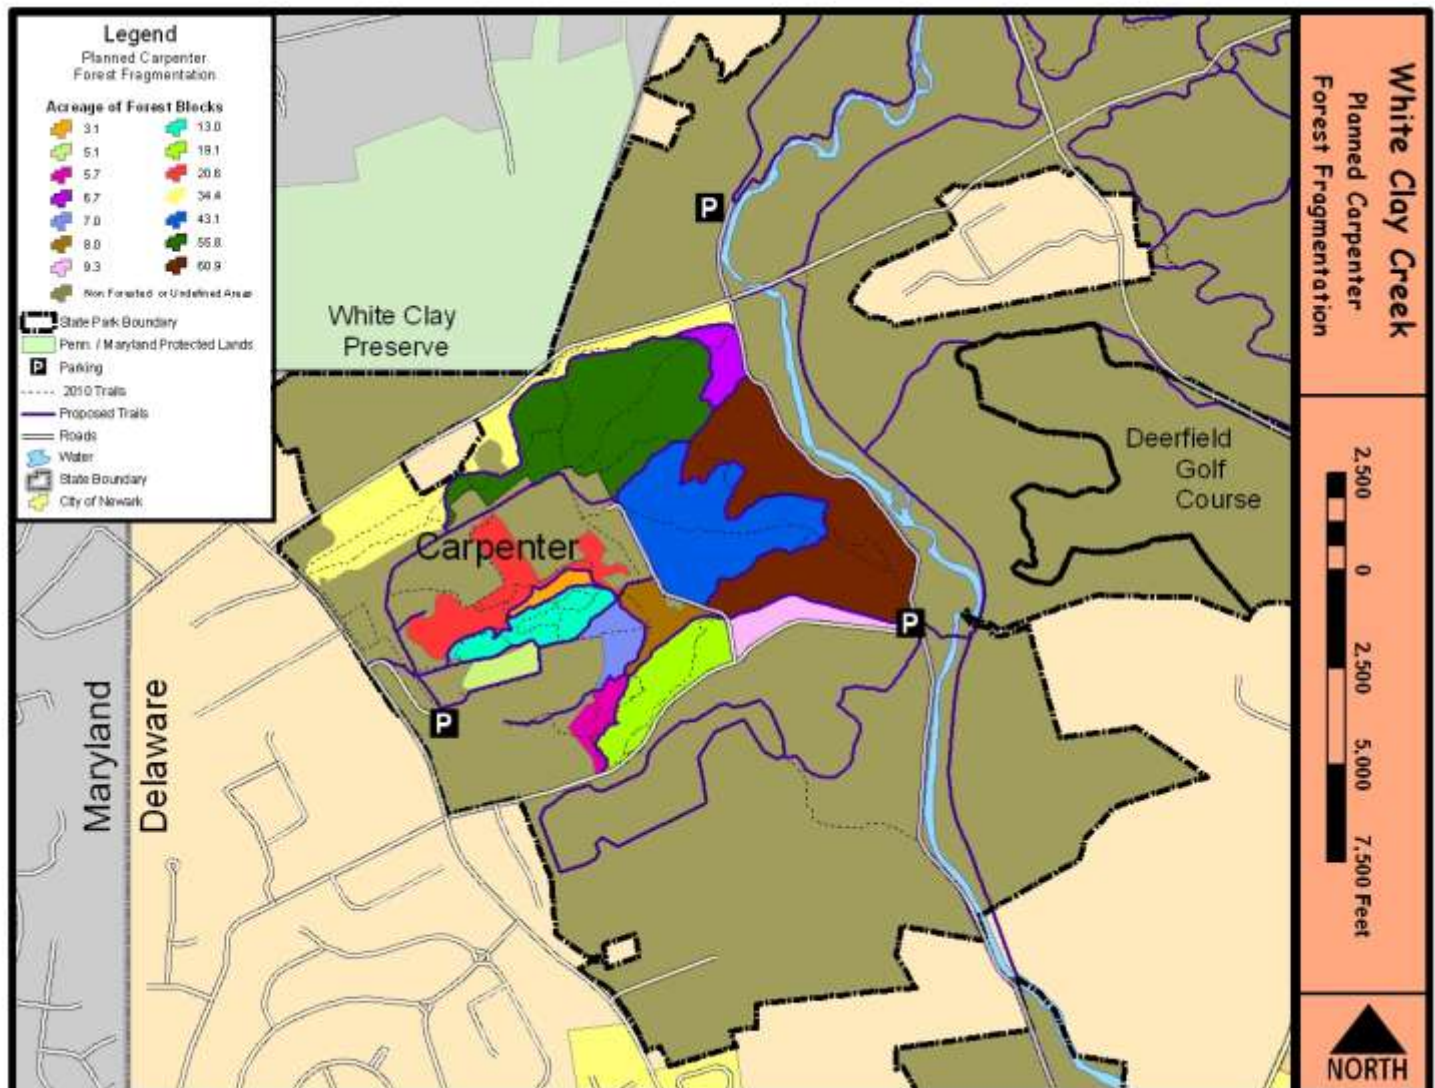 Legend
Planned Carpenter
Forest Fragmentation
Acreage of Forest Blocks
3.1
13.0
5.1
19.1
5.7
20.6
6.7
34.4
7.0
43.1
8.0
55.8
9.3
60.9
Non Forested or Undefined Areas
State Park Boundary
Penn. / Maryland Protected Lands
P Parking
2010 Trails
Proposed Trails
Roads
Water
State Boundary
City of Newark
White Clay
Preserve
P
Deerfield
Golf
Course
Carpenter
P
P
Maryland
Delaware
White Clay Creek
Planned Carpenter
Forest Fragmentation
2,500 0 2,500 5,000 7,500 Feet
NORTH